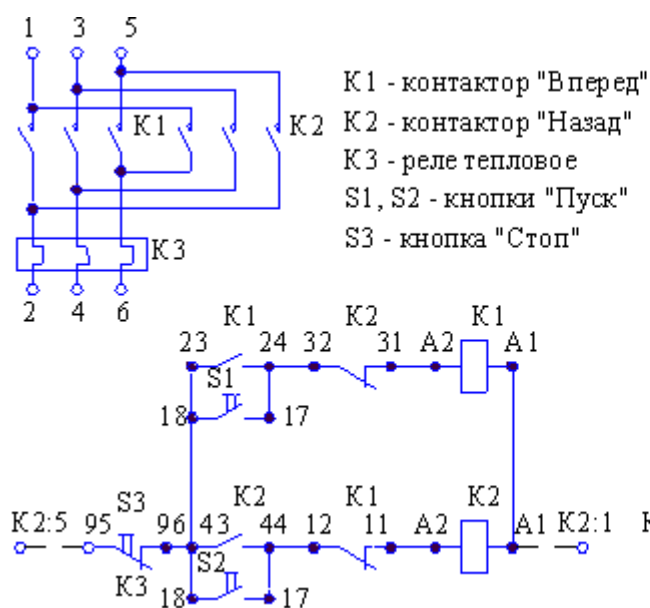 1 3 5
К1 К2
К3
2 4 6
К1 - контактор "Вперед"
К2 - контактор "Назад"
К3 - реле тепловое
S1, S2 - кнопки "Пуск"
S3 - кнопка "Стоп"
К1 К2 К1
23 24 32 31 А2 А1
S1
18 17
S3 К2 К1 К2
К2:5 95 96 43 44 12 11 А2 А1 К2:1 К
К3 S2
18 17